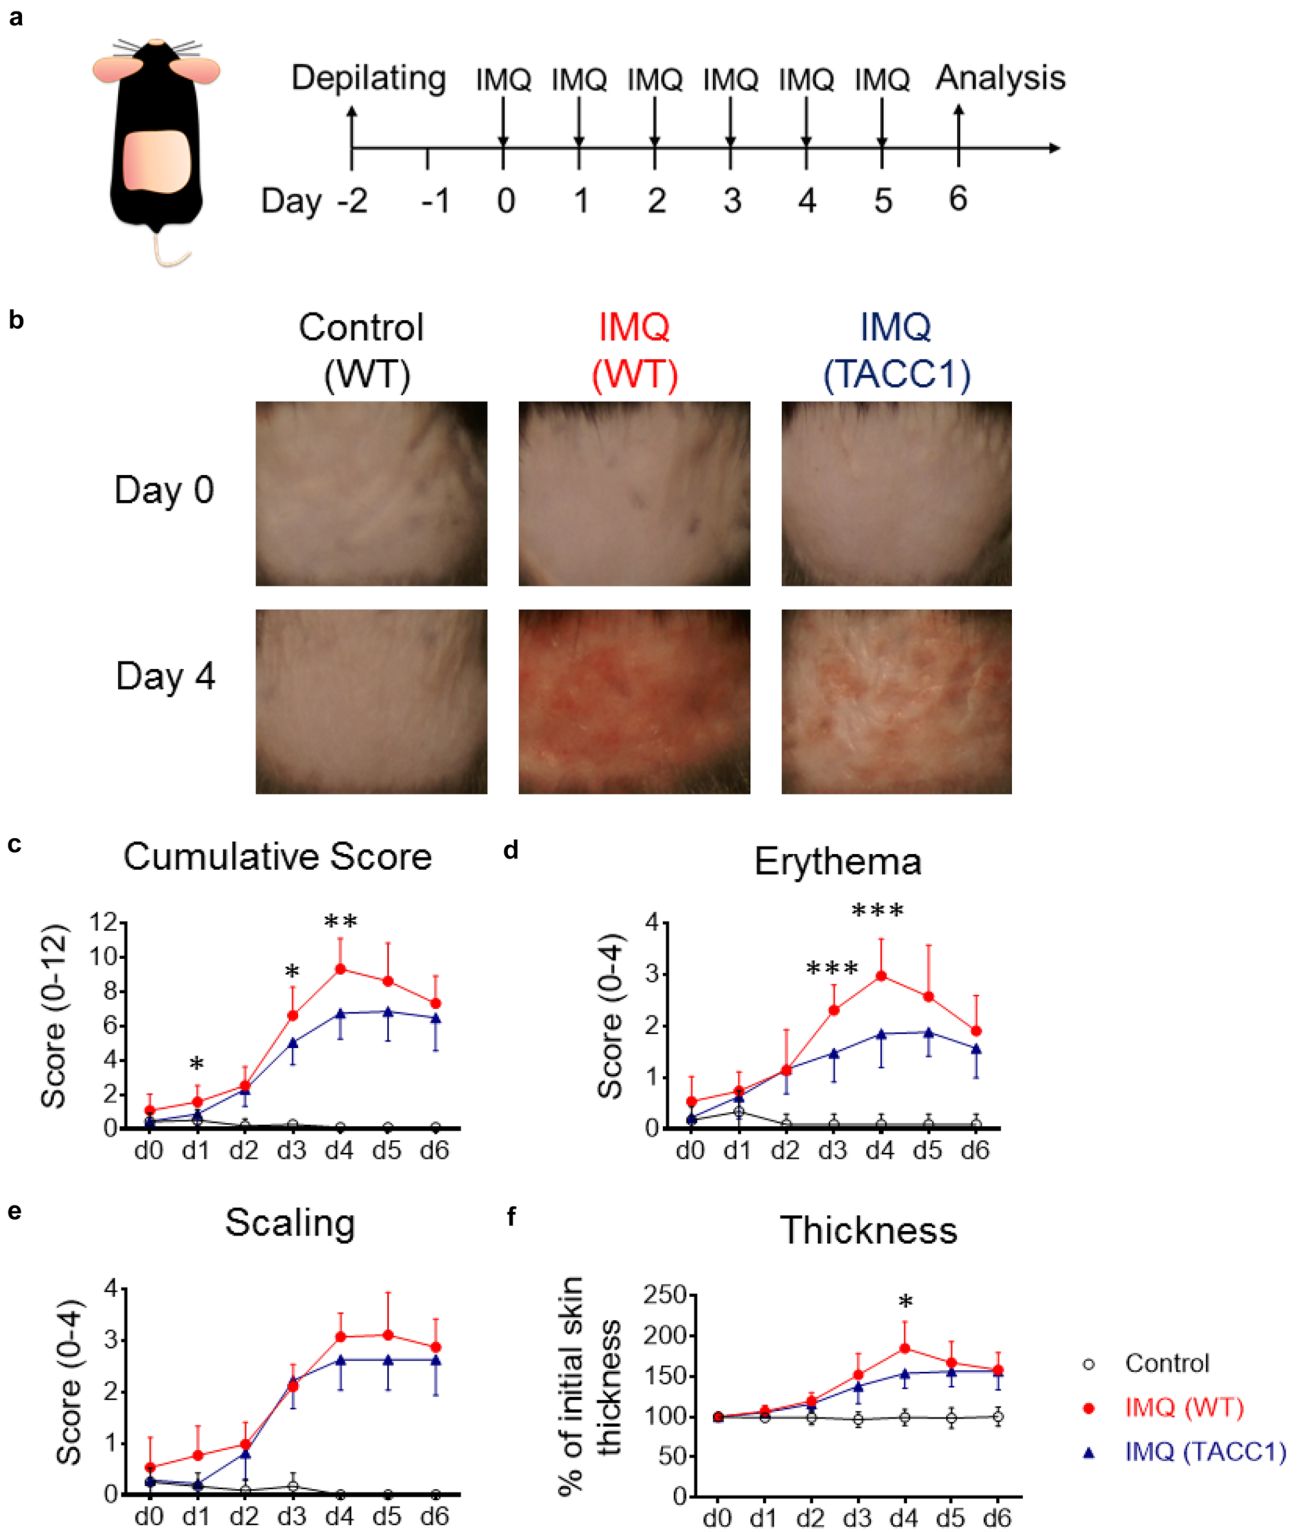 a
Depilating IMQ IMQ IMQ IMQ IMQ IMQ Analysis
Day -2 -1 0 1 2 3 4 5 6
b
Control (WT)
IMQ (WT)
IMQ (TACC1)
Day 0
Day 4
c
Cumulative Score
Score (0-12)
12
10
8
6
4
2
0
* * **
d0 d1 d2 d3 d4 d5 d6
d
Erythema
Score (0-4)
4
3
2
1
0
*** ***
d0 d1 d2 d3 d4 d5 d6
e
Scaling
Score (0-4)
4
3
2
1
0
d0 d1 d2 d3 d4 d5 d6
f
Thickness
% of initial skin
thickness
250
200
150
100
50
0
*
d0 d1 d2 d3 d4 d5 d6
Control
IMQ (WT)
IMQ (TACC1)